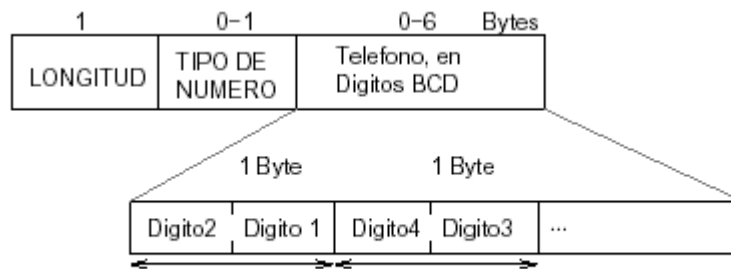 1 0-1 0-6 Bytes
LONGITUD
TIPO DE
NUMERO
Telefono, en
Digitos BCD
1 Byte 1 Byte
Digito2 Digito 1 Digito4 Digito3 ...